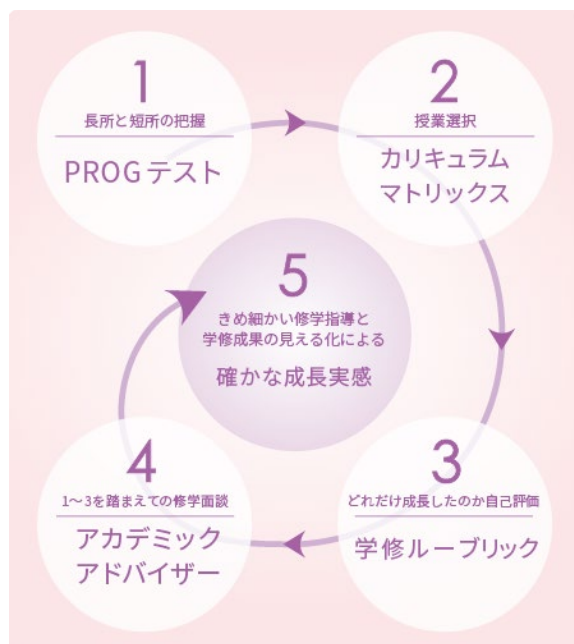 1
長所と短所の把握
PROGテスト
2
授業選択
カリキュラム
マトリックス
3
どれだけ成長したのか自己評価
学修ルーブリック
4
1〜3を踏まえての修学面談
アカデミック
アドバイザー
5
きめ細かい修学指導と
学修成果の見える化による
確かな成長実感